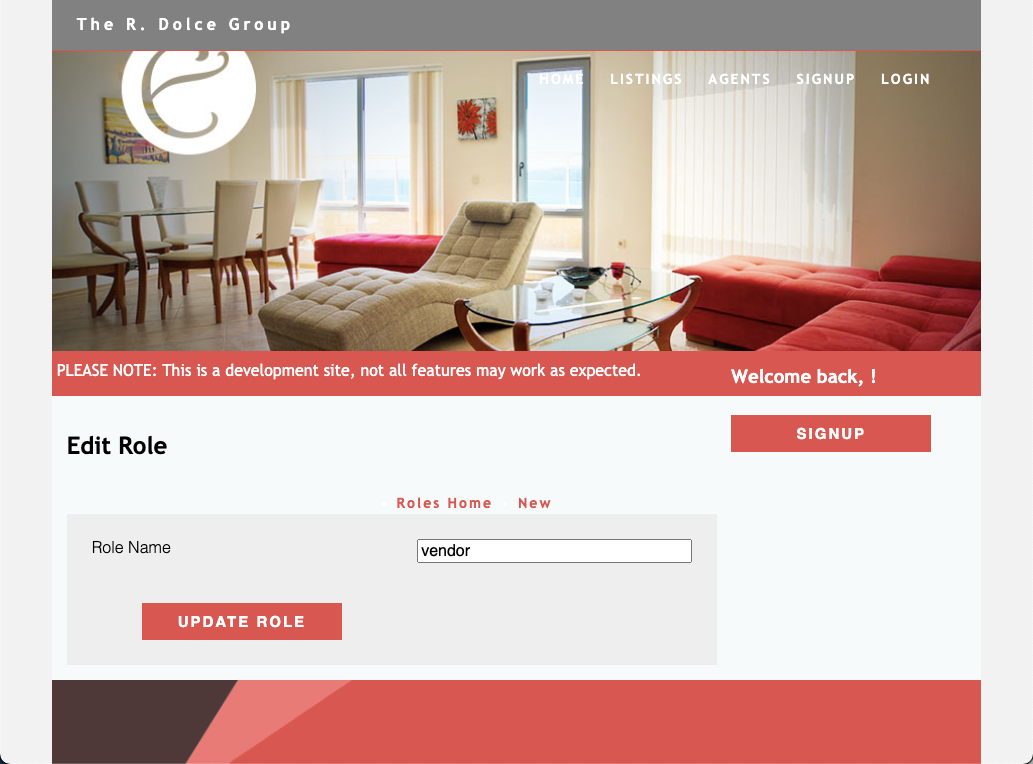 The R. Dolce Group
HOME LISTINGS AGENTS SIGNUP LOGIN
PLEASE NOTE: This is a development site, not all features may work as expected.
Welcome back, !
SIGNUP
Edit Role
Roles Home New
Role Name
vendor
UPDATE ROLE